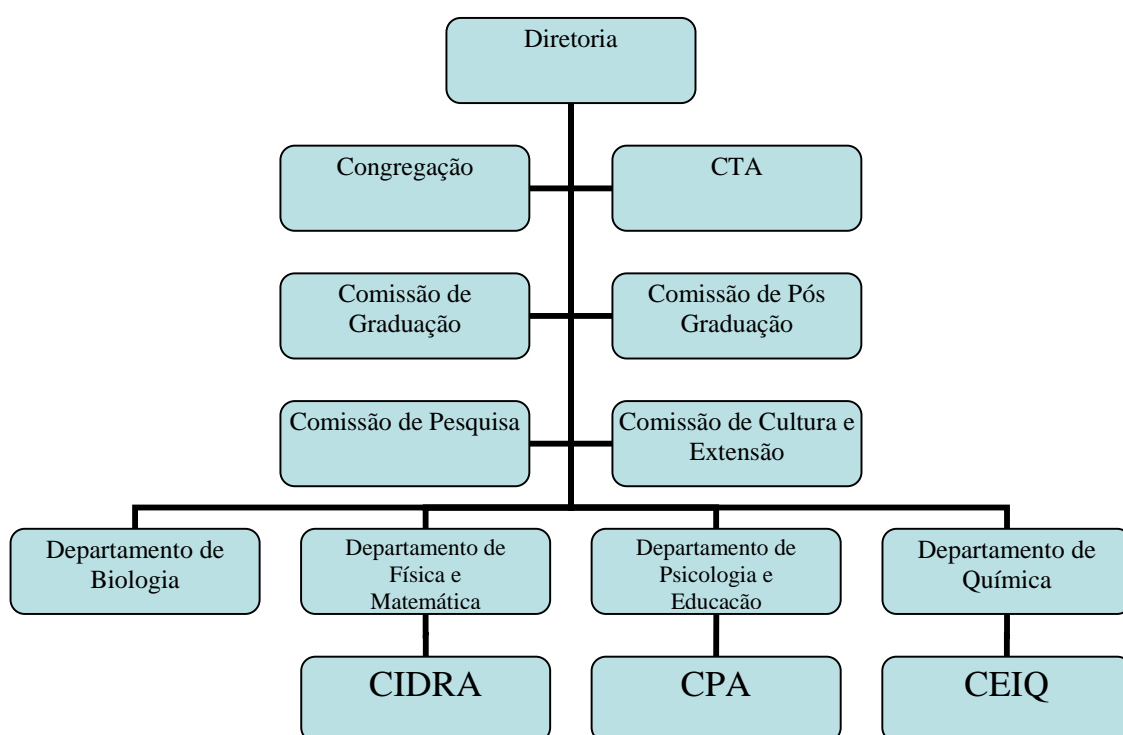 Diretoria
Congregação
CTA
Comissão de
Graduação
Comissão de Pós
Graduação
Comissão de Pesquisa
Comissão de Cultura e
Extensão
Departamento de
Biologia
Departamento de
Física e
Matemática
Departamento de
Psicologia e
Educacão
Departamento de
Química
CIDRA
CPA
CEIQ